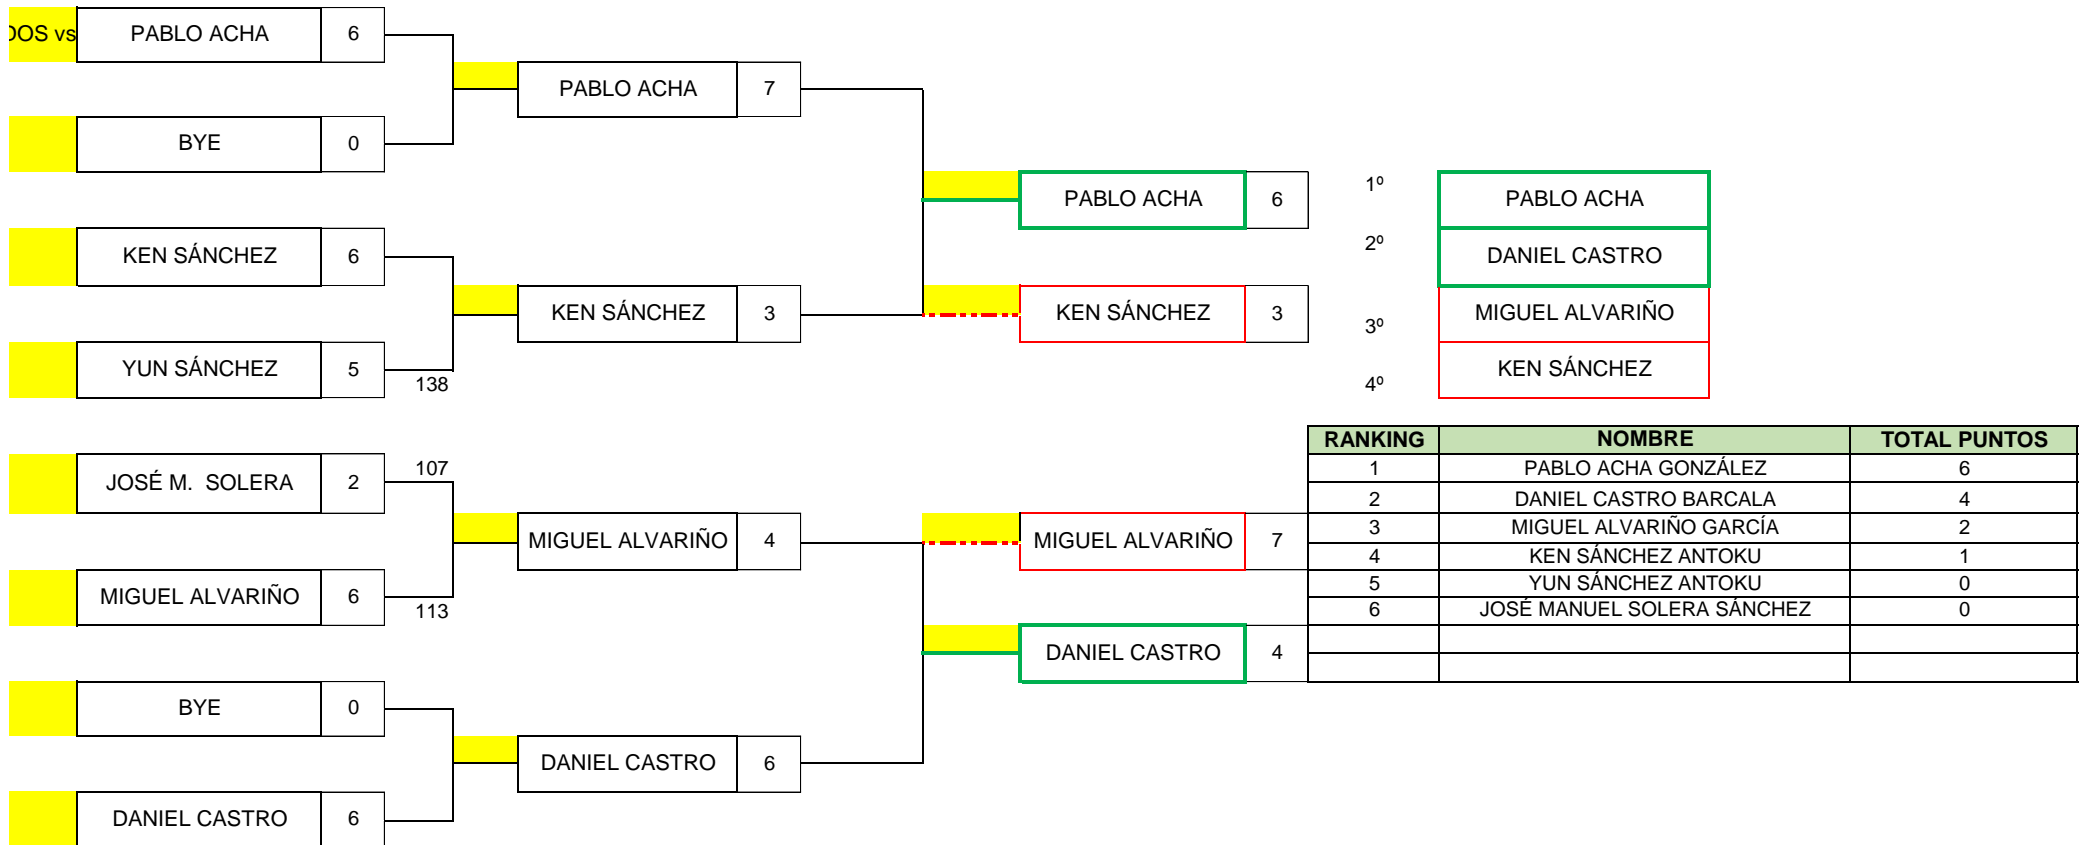 DOS vs PABLO ACHA 6
PABLO ACHA 7
BYE 0
PABLO ACHA 6 1º PABLO ACHA
KEN SÁNCHEZ 6 2º DANIEL CASTRO
KEN SÁNCHEZ 3 KEN SÁNCHEZ 3 3º MIGUEL ALVARIÑO
YUN SÁNCHEZ 5 138 4º KEN SÁNCHEZ
RANKING NOMBRE TOTAL PUNTOS
JOSÉ M. SOLERA 2 107 1 PABLO ACHA GONZÁLEZ 6
2 DANIEL CASTRO BARCALA 4
MIGUEL ALVARIÑO 4 MIGUEL ALVARIÑO 7 3 MIGUEL ALVARIÑO GARCÍA 2
4 KEN SÁNCHEZ ANTOKU 1
5 YUN SÁNCHEZ ANTOKU 0
MIGUEL ALVARIÑO 6 113 6 JOSÉ MANUEL SOLERA SÁNCHEZ 0
DANIEL CASTRO 4
BYE 0
DANIEL CASTRO 6
DANIEL CASTRO 6